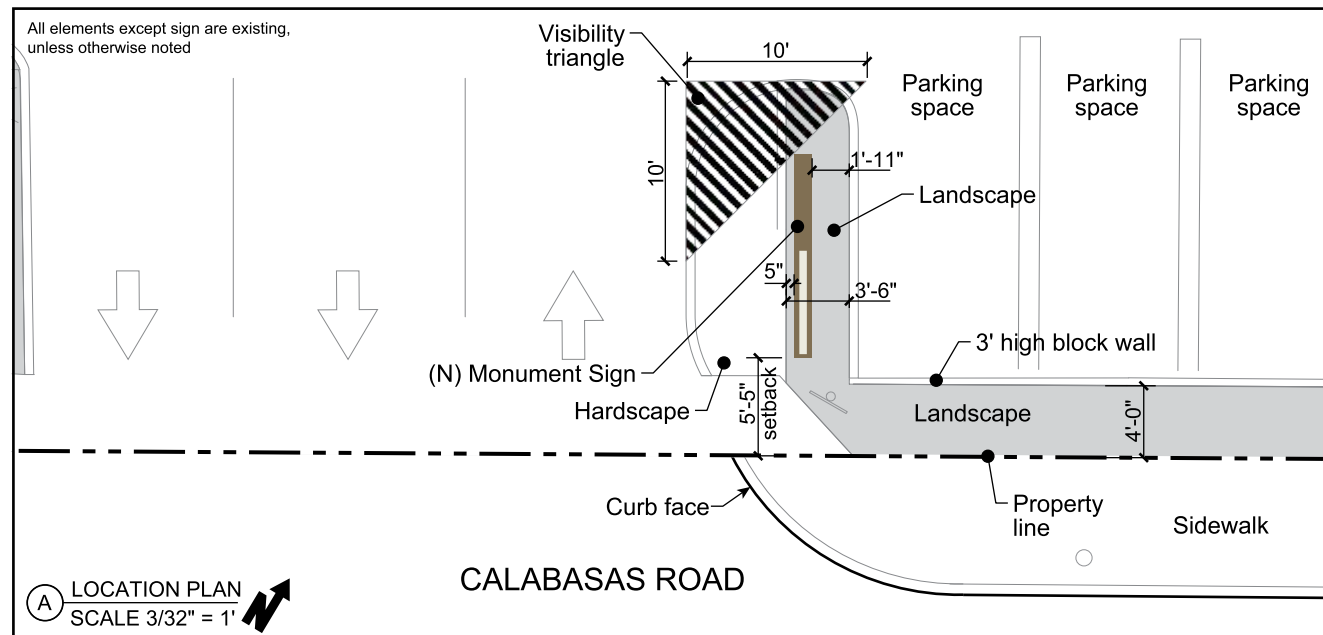 All elements except sign are existing,
unless otherwise noted
Visibility
triangle
10'
10'
Parking
space
Parking
space
Parking
space
1'-11"
Landscape
5"
3'-6"
(N) Monument Sign
3' high block wall
Hardscape
5'-5"
setback
Landscape
4'-0"
Curb face
Property
line
Sidewalk
CALABASAS ROAD
A
LOCATION PLAN
SCALE 3/32" = 1'
N